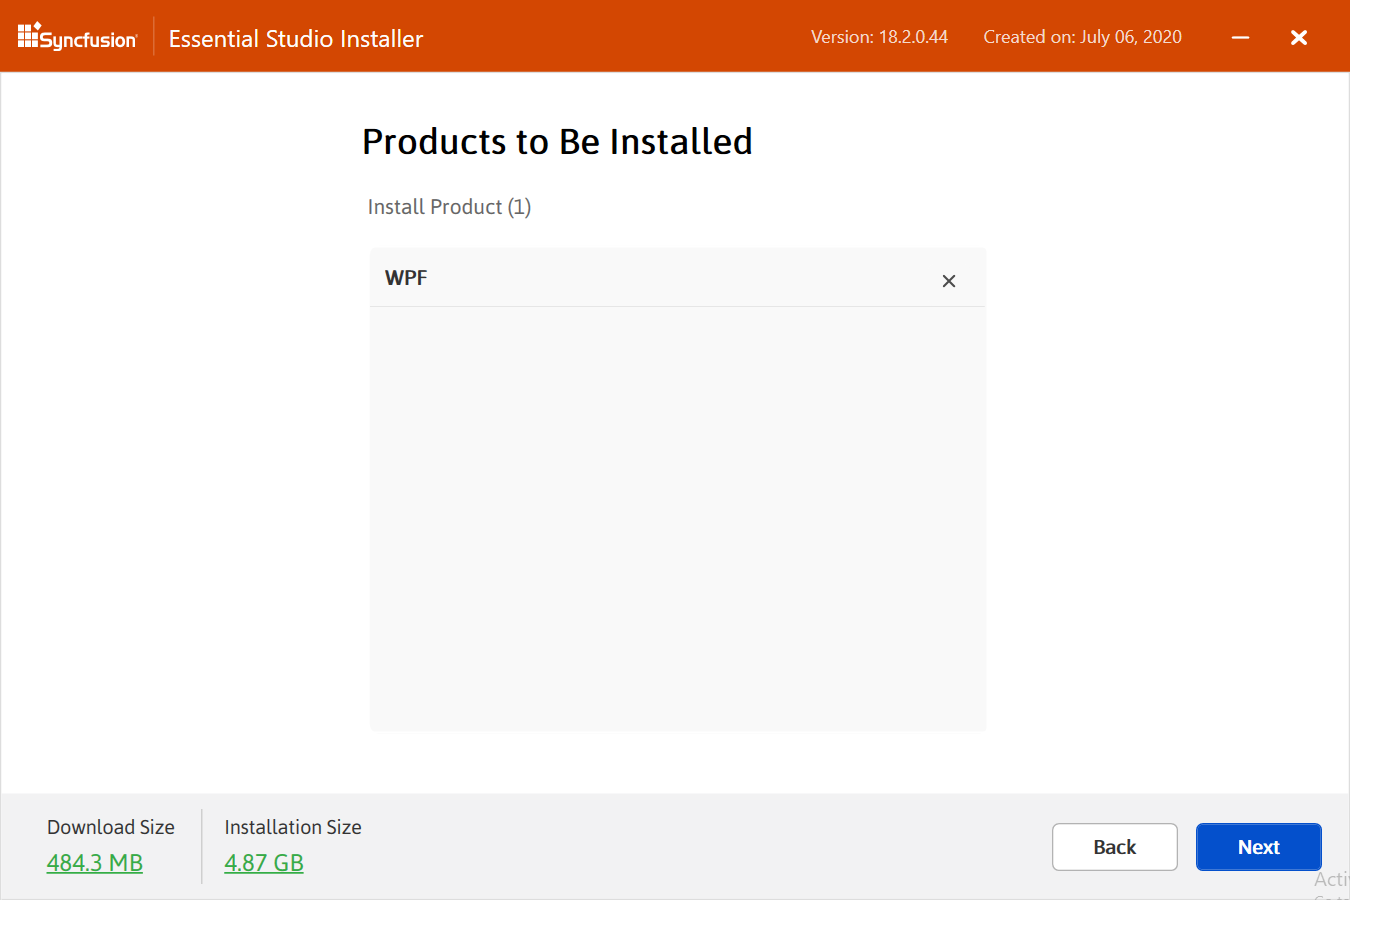 Syncfusion
Essential Studio Installer
Version: 18.2.0.44
Created on: July 06, 2020
Products to Be Installed
Install Product (1)
WPF
Download Size
Installation Size
484.3 MB
4.87 GB
Back
Next